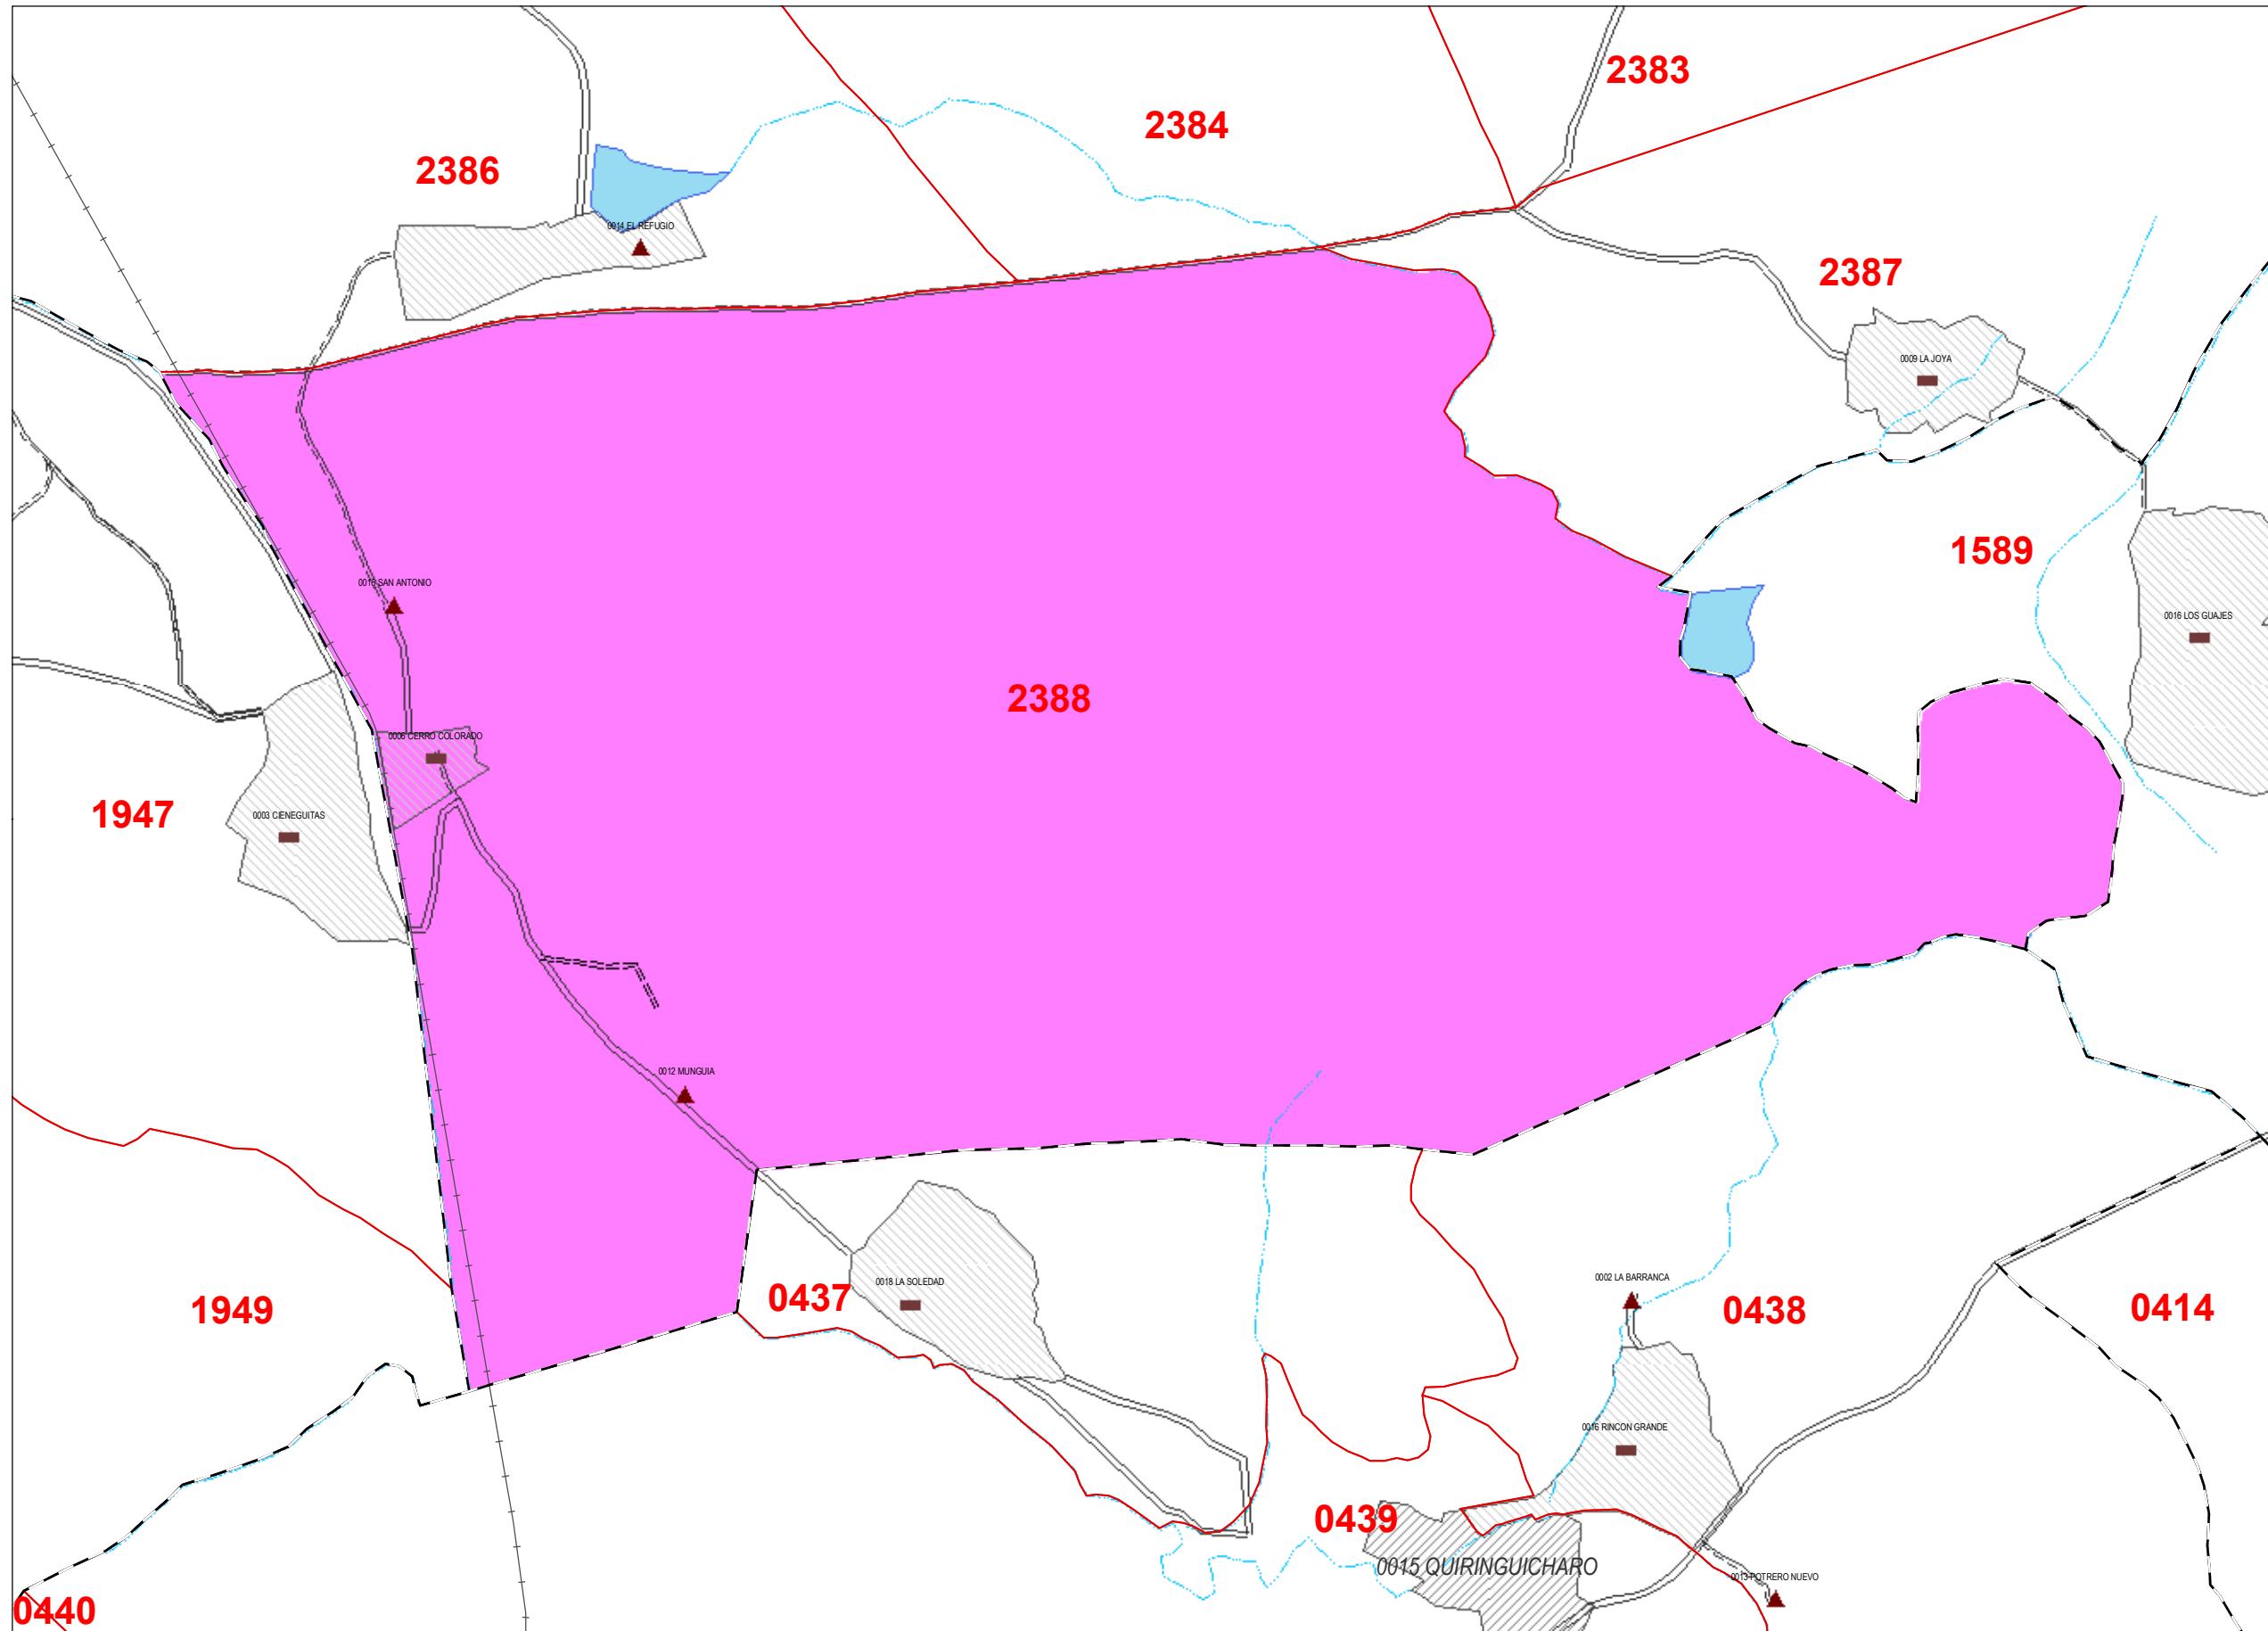 2383
2384
2386
0014 EL REFUGIO
2387
0009 LA JOYA
1589
0015 SAN ANTONIO
0016 LOS GUAJES
2388
0006 CERRO COLORADO
1947
0003 CIENEGUITAS
0012 MUNGUIA
0002 LA BARRANCA
0018 LA SOLEDAD
0437
1949
0438
0414
0016 RINCON GRANDE
0439
0015 QUIRINGUICHARO
0013 POTRERO NUEVO
0440